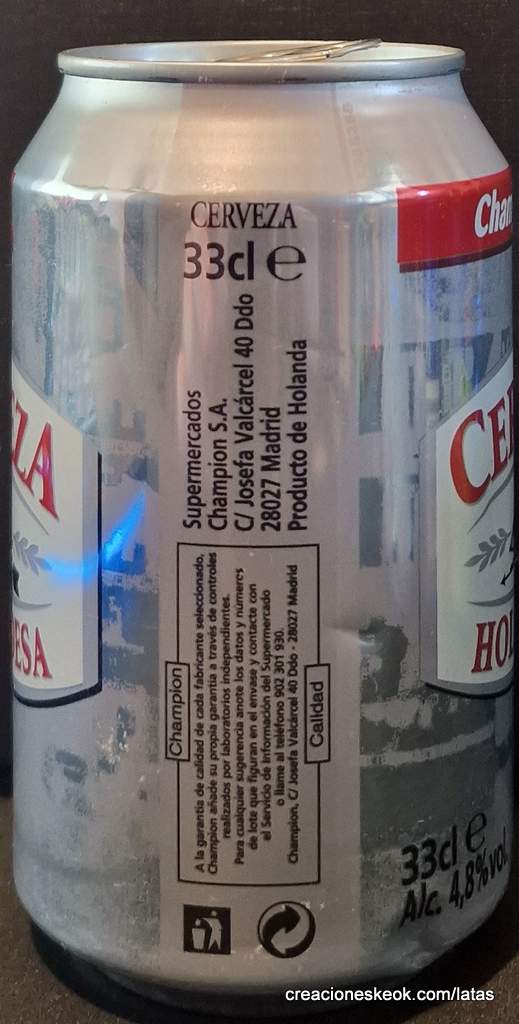 CERVEZA
33cl e
Supermercados
Champion S.A.
C/ Josefa Valcárcel 40 Ddo
28027 Madrid
Producto de Holanda
Champion
A la garantía de calidad de cada fabricante seleccionado,
Champion añade su propia garantía a través de controles
realizados por laboratorios independientes.
Para cualquier sugerencia anote los datos y números
de lote que figuran en el envase y contacte con
el Servicio de Información del Supermercado
o llame al teléfono 902 301 930.
Champion, C/ Josefa Valcárcel 40 Ddo - 28027 Madrid
Calidad
ZA
ESA
Cham
CE
HOL
33cl e
Alc. 4,8%vol.
creacioneskeok.com/latas